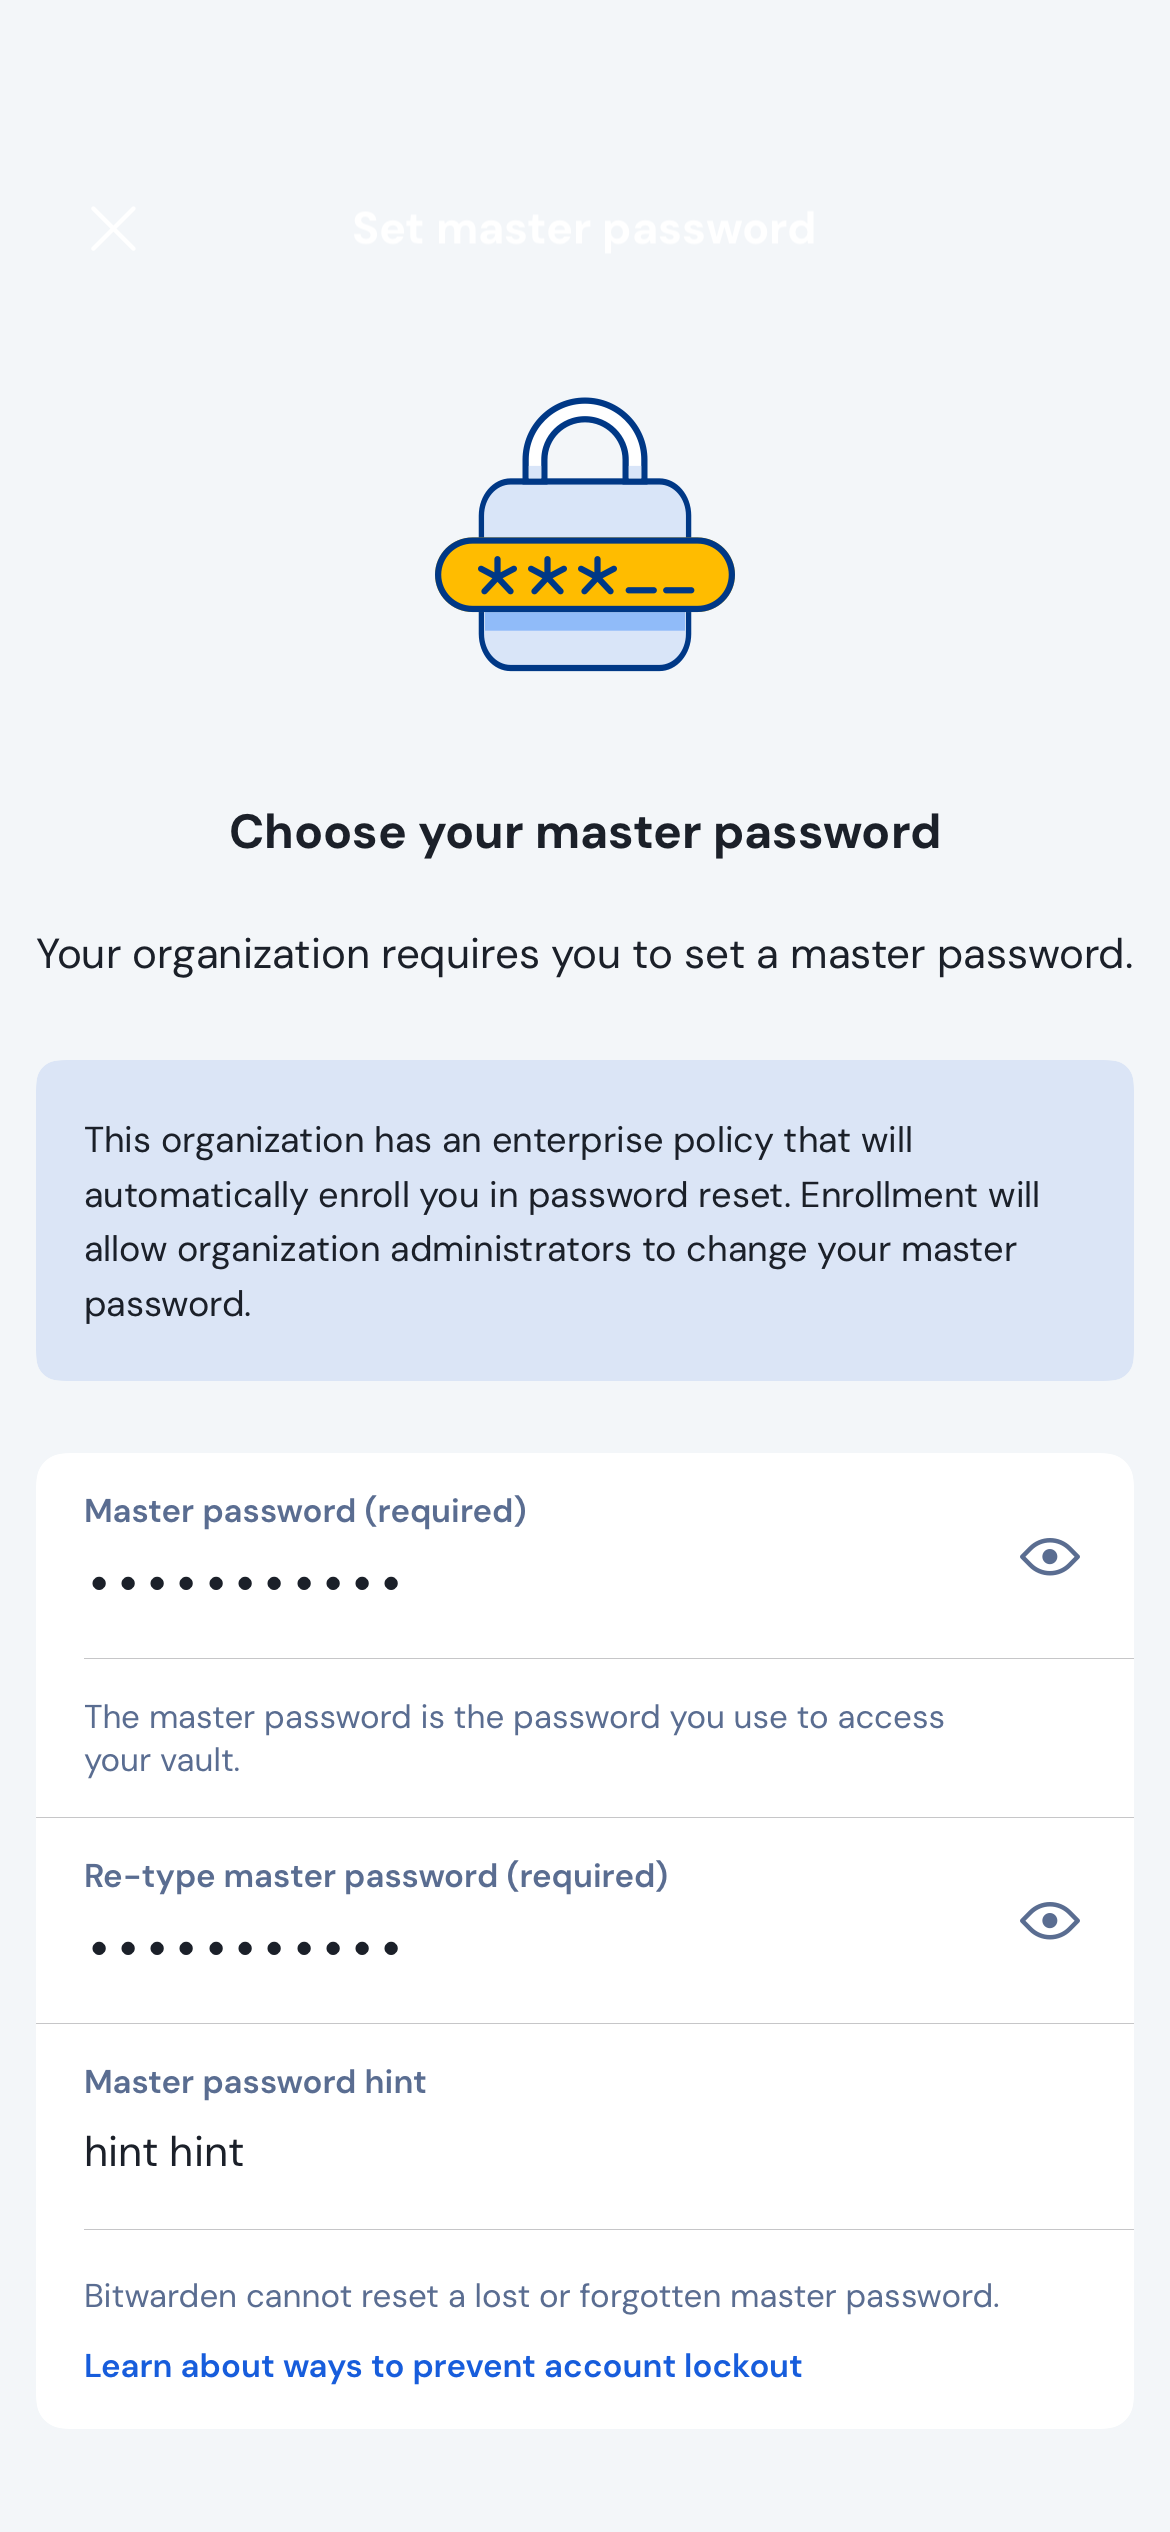 Set master password
***__
Choose your master password
Your organization requires you to set a master password.
This organization has an enterprise policy that will
automatically enroll you in password reset. Enrollment will
allow organization administrators to change your master
password.
Master password (required)
•••••••••••
The master password is the password you use to access
your vault.
Re-type master password (required)
•••••••••••
Master password hint
hint hint
Bitwarden cannot reset a lost or forgotten master password.
Learn about ways to prevent account lockout